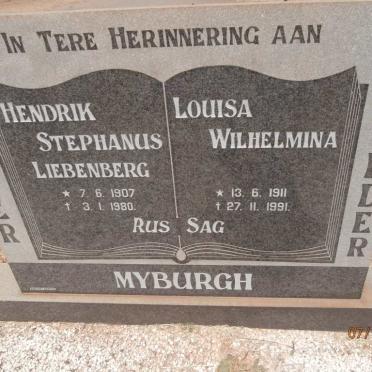 In Tere Herinnering Aan
Hendrik
Stephanus
Liebenberg
★ 7. 6. 1907
† 3. 1. 1980.
Louisa
Wilhelmina
★ 13. 6. 1911
† 27. 11. 1991.
Rus Sag
MYBURGH